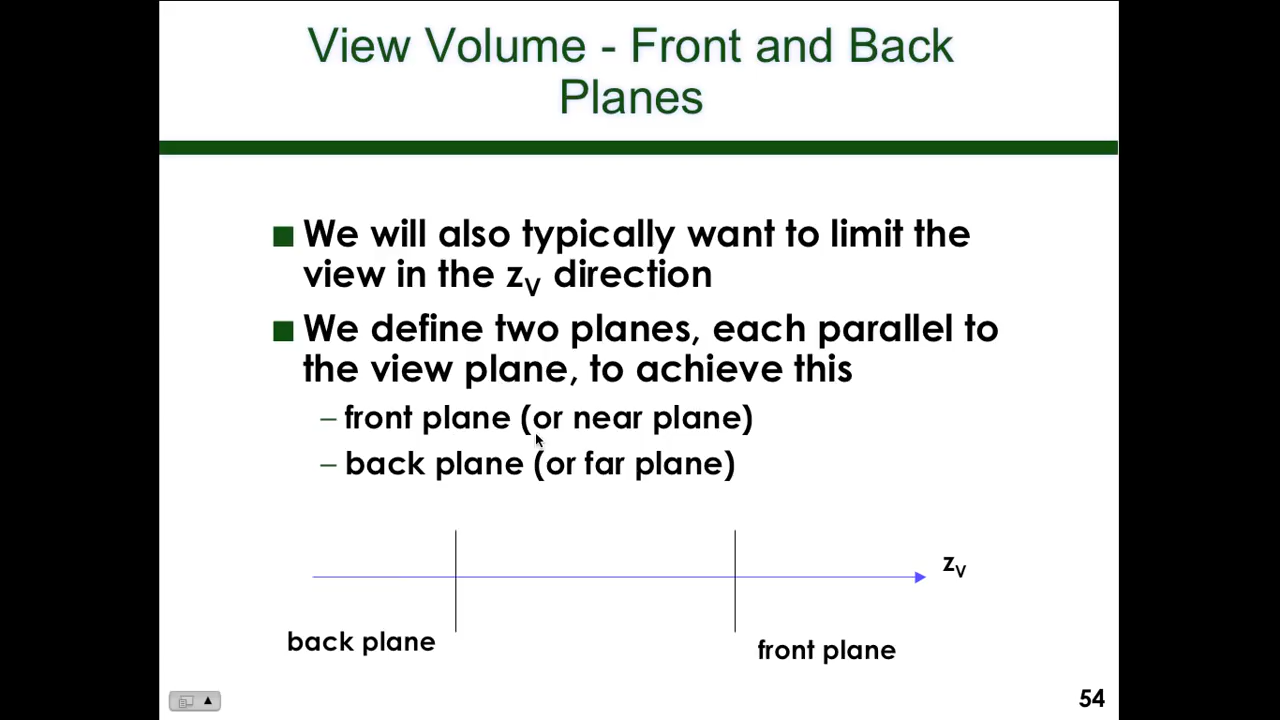 View Volume - Front and Back
Planes
■ We will also typically want to limit the
view in the zV direction
■ We define two planes, each parallel to
the view plane, to achieve this
– front plane (or near plane)
– back plane (or far plane)
zV
back plane
front plane
54